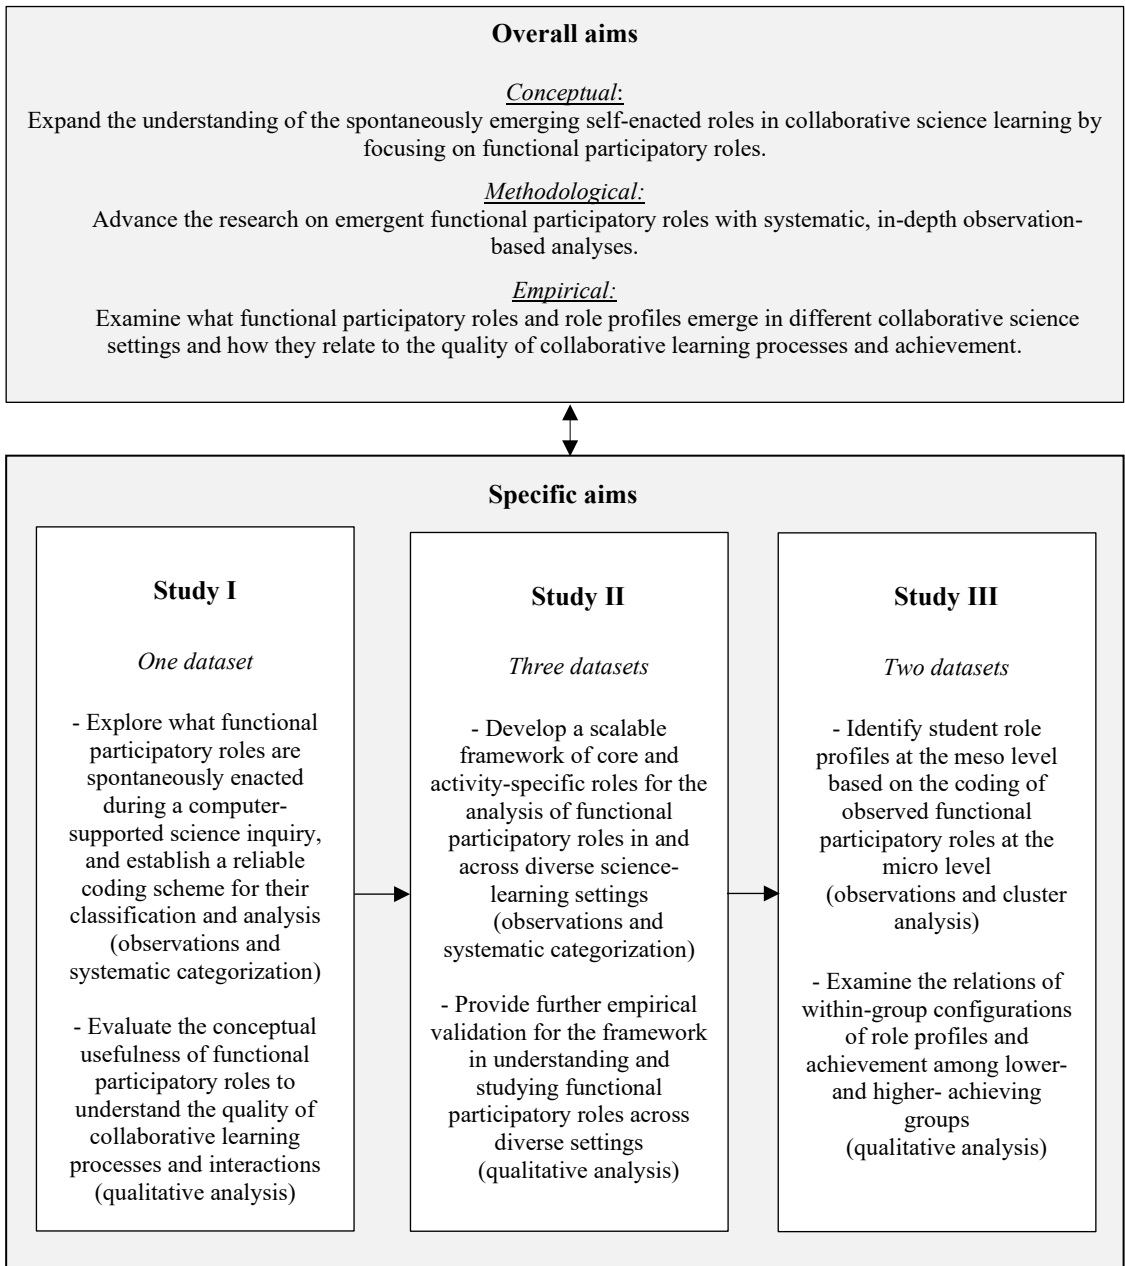 Overall aims
Conceptual:
Expand the understanding of the spontaneously emerging self-enacted roles in collaborative science learning by
focusing on functional participatory roles.
Methodological:
Advance the research on emergent functional participatory roles with systematic, in-depth observation-
based analyses.
Empirical:
Examine what functional participatory roles and role profiles emerge in different collaborative science
settings and how they relate to the quality of collaborative learning processes and achievement.
Specific aims
Study I
One dataset
- Explore what functional
participatory roles are
spontaneously enacted
during a computer-
supported science inquiry,
and establish a reliable
coding scheme for their
classification and analysis
(observations and
systematic categorization)
- Evaluate the conceptual
usefulness of functional
participatory roles to
understand the quality of
collaborative learning
processes and interactions
(qualitative analysis)
Study II
Three datasets
- Develop a scalable
framework of core and
activity-specific roles for the
analysis of functional
participatory roles in and
across diverse science-
learning settings
(observations and
systematic categorization)
- Provide further empirical
validation for the framework
in understanding and
studying functional
participatory roles across
diverse settings
(qualitative analysis)
Study III
Two datasets
- Identify student role
profiles at the meso level
based on the coding of
observed functional
participatory roles at the
micro level
(observations and cluster
analysis)
- Examine the relations of
within-group configurations
of role profiles and
achievement among lower-
and higher- achieving
groups
(qualitative analysis)